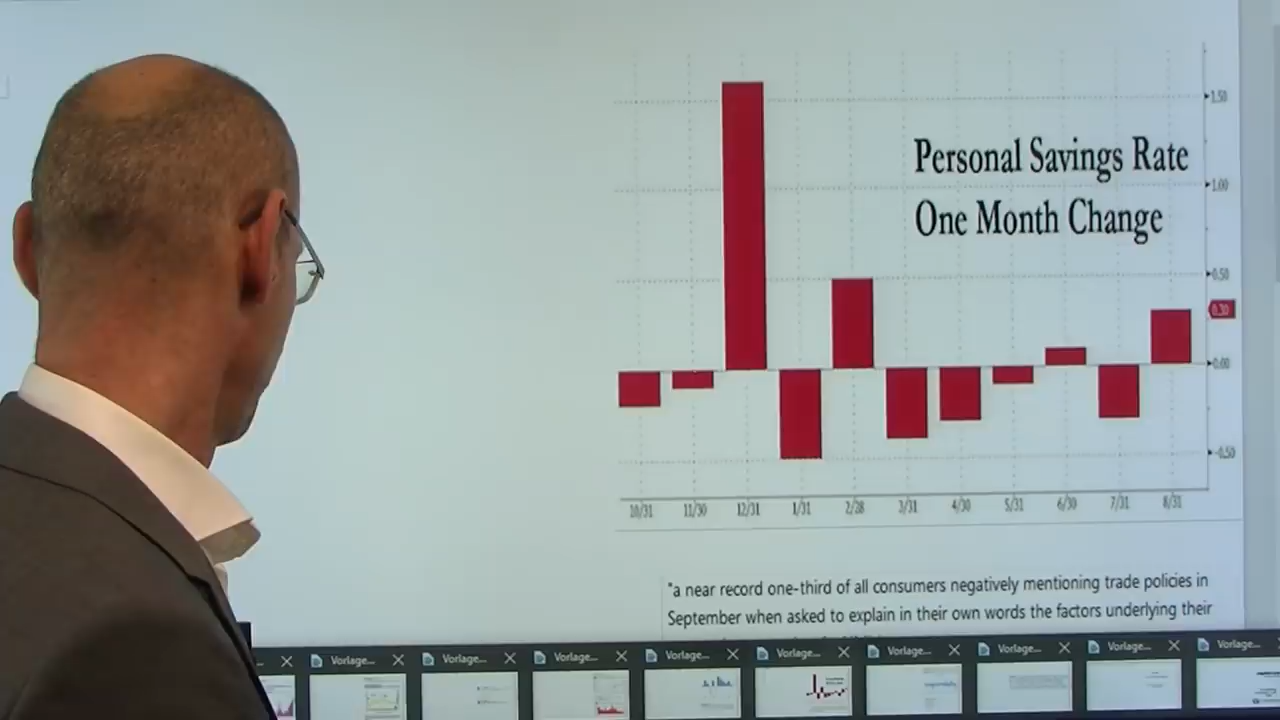 1.50
Personal Savings Rate
1.00
One Month Change
0.50
0.30
0.00
-0.50
10/31 11/30 12/31 1/31 2/28 3/31 4/30 5/31 6/30 7/31 8/31
"a near record one-third of all consumers negatively mentioning trade policies in
September when asked to explain in their own words the factors underlying their
Vorlage... Vorlage... Vorlage... Vorlage... Vorlage... Vorlage... Vorlage... Vorlage... Vorlage...